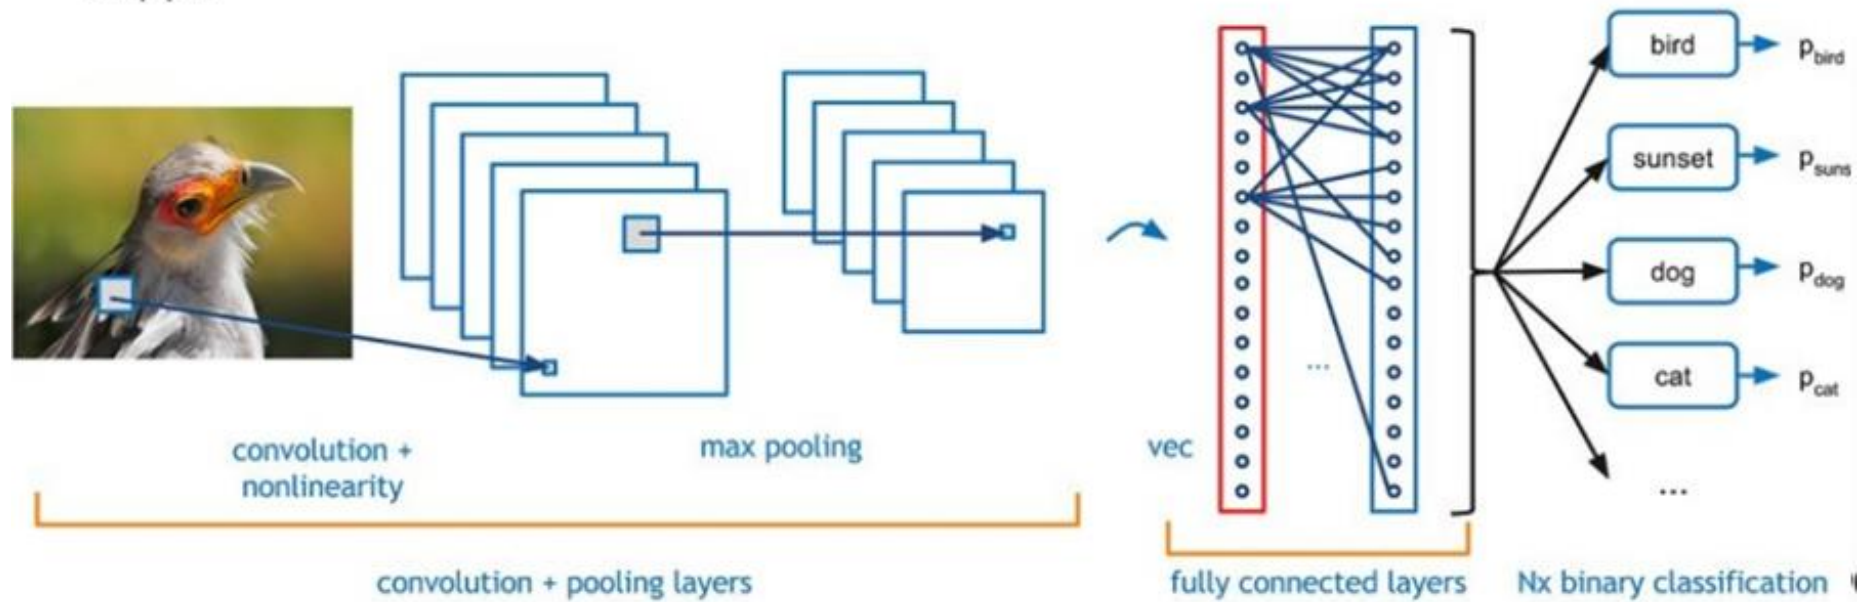 convolution +
nonlinearity
max pooling
vec
convolution + pooling layers
fully connected layers
Nx binary classification
bird
p_bird
sunset
p_suns
dog
p_dog
cat
p_cat
...
...